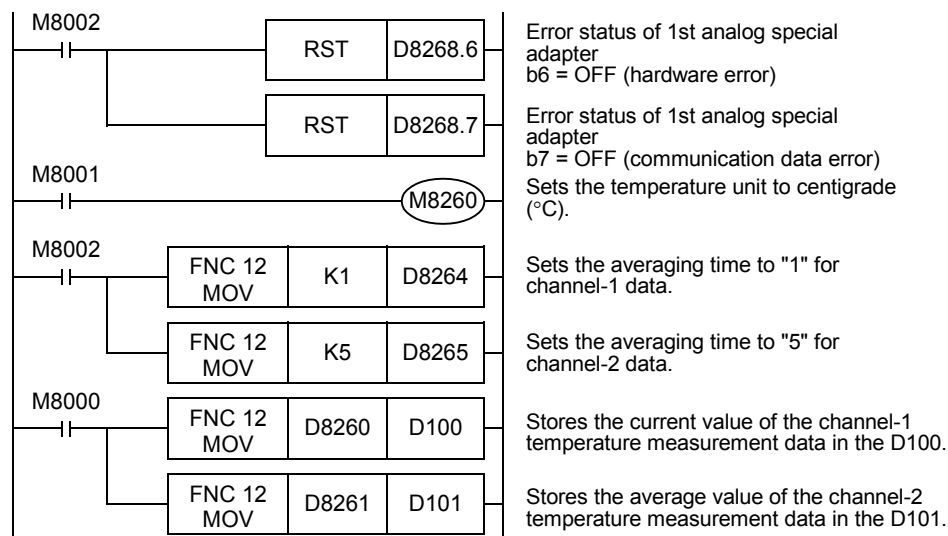 M8002
RST D8268.6
Error status of 1st analog special
adapter
b6 = OFF (hardware error)
RST D8268.7
Error status of 1st analog special
adapter
b7 = OFF (communication data error)
M8001
M8260
Sets the temperature unit to centigrade
(°C).
M8002
FNC 12
MOV
K1
D8264
Sets the averaging time to "1" for
channel-1 data.
FNC 12
MOV
K5
D8265
Sets the averaging time to "5" for
channel-2 data.
M8000
FNC 12
MOV
D8260
D100
Stores the current value of the channel-1
temperature measurement data in the D100.
FNC 12
MOV
D8261
D101
Stores the average value of the channel-2
temperature measurement data in the D101.